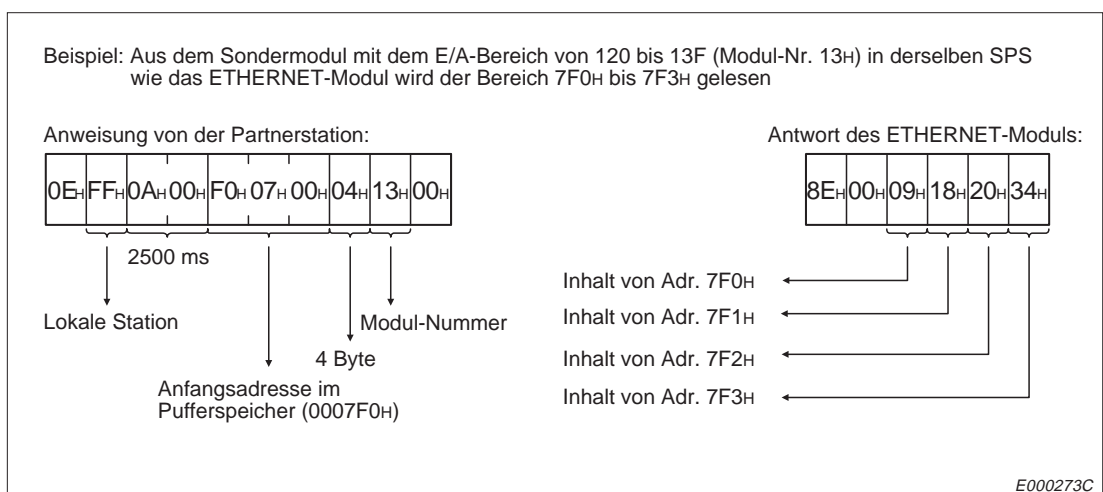 Beispiel: Aus dem Sondermodul mit dem E/A-Bereich von 120 bis 13F (Modul-Nr. 13H) in derselben SPS
wie das ETHERNET-Modul wird der Bereich 7F0H bis 7F3H gelesen
Anweisung von der Partnerstation:
Antwort des ETHERNET-Moduls:
0EH FFH 0AH 00H F0H 07H 00H 04H 13H 00H
8EH 00H 09H 18H 20H 34H
2500 ms
Lokale Station
Modul-Nummer
4 Byte
Anfangsadresse im
Pufferspeicher (0007F0H)
Inhalt von Adr. 7F0H
Inhalt von Adr. 7F1H
Inhalt von Adr. 7F2H
Inhalt von Adr. 7F3H
E000273C